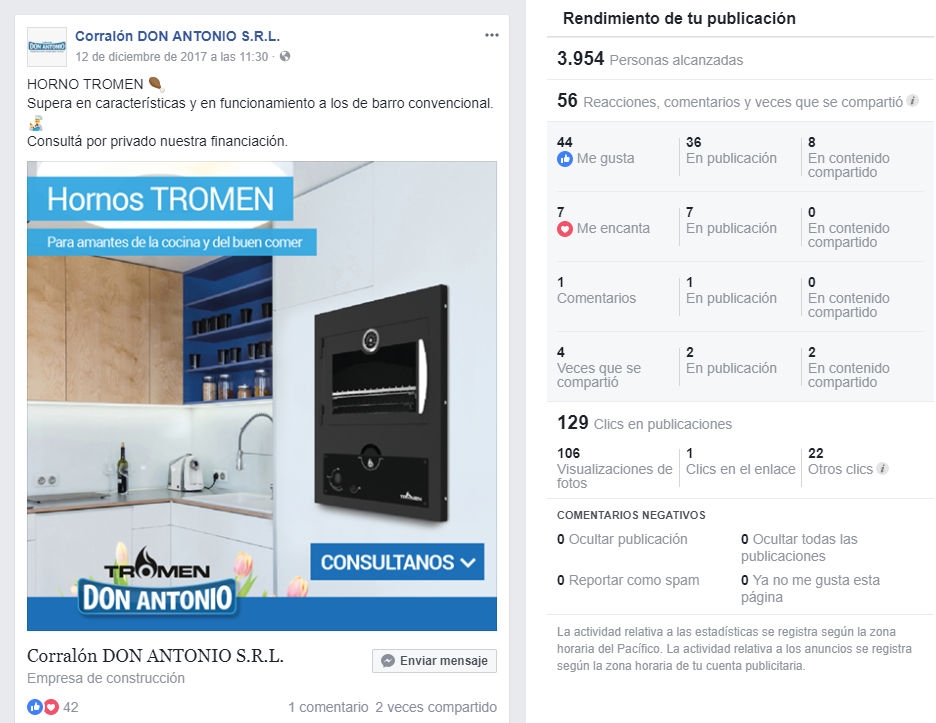 Corralón DON ANTONIO S.R.L.
12 de diciembre de 2017 a las 11:30 ·
HORNO TROMEN
Supera en características y en funcionamiento a los de barro convencional.
Consultá por privado nuestra financiación.
Hornos TROMEN
Para amantes de la cocina y del buen comer
TROMEN
CONSULTANOS
TROMEN
DON ANTONIO
Corralón DON ANTONIO S.R.L.
Empresa de construcción
Enviar mensaje
42
1 comentario 2 veces compartido
Rendimiento de tu publicación
3.954 Personas alcanzadas
56 Reacciones, comentarios y veces que se compartió
44
Me gusta
36
En publicación
8
En contenido
compartido
7
Me encanta
7
En publicación
0
En contenido
compartido
1
Comentarios
1
En publicación
0
En contenido
compartido
4
Veces que se
compartió
2
En publicación
2
En contenido
compartido
129 Clics en publicaciones
106
Visualizaciones de
fotos
1
Clics en el enlace
22
Otros clics
COMENTARIOS NEGATIVOS
0 Ocultar publicación
0 Ocultar todas las
publicaciones
0 Reportar como spam
0 Ya no me gusta esta
página
La actividad relativa a las estadísticas se registra según la zona
horaria del Pacífico. La actividad relativa a los anuncios se registra
según la zona horaria de tu cuenta publicitaria.